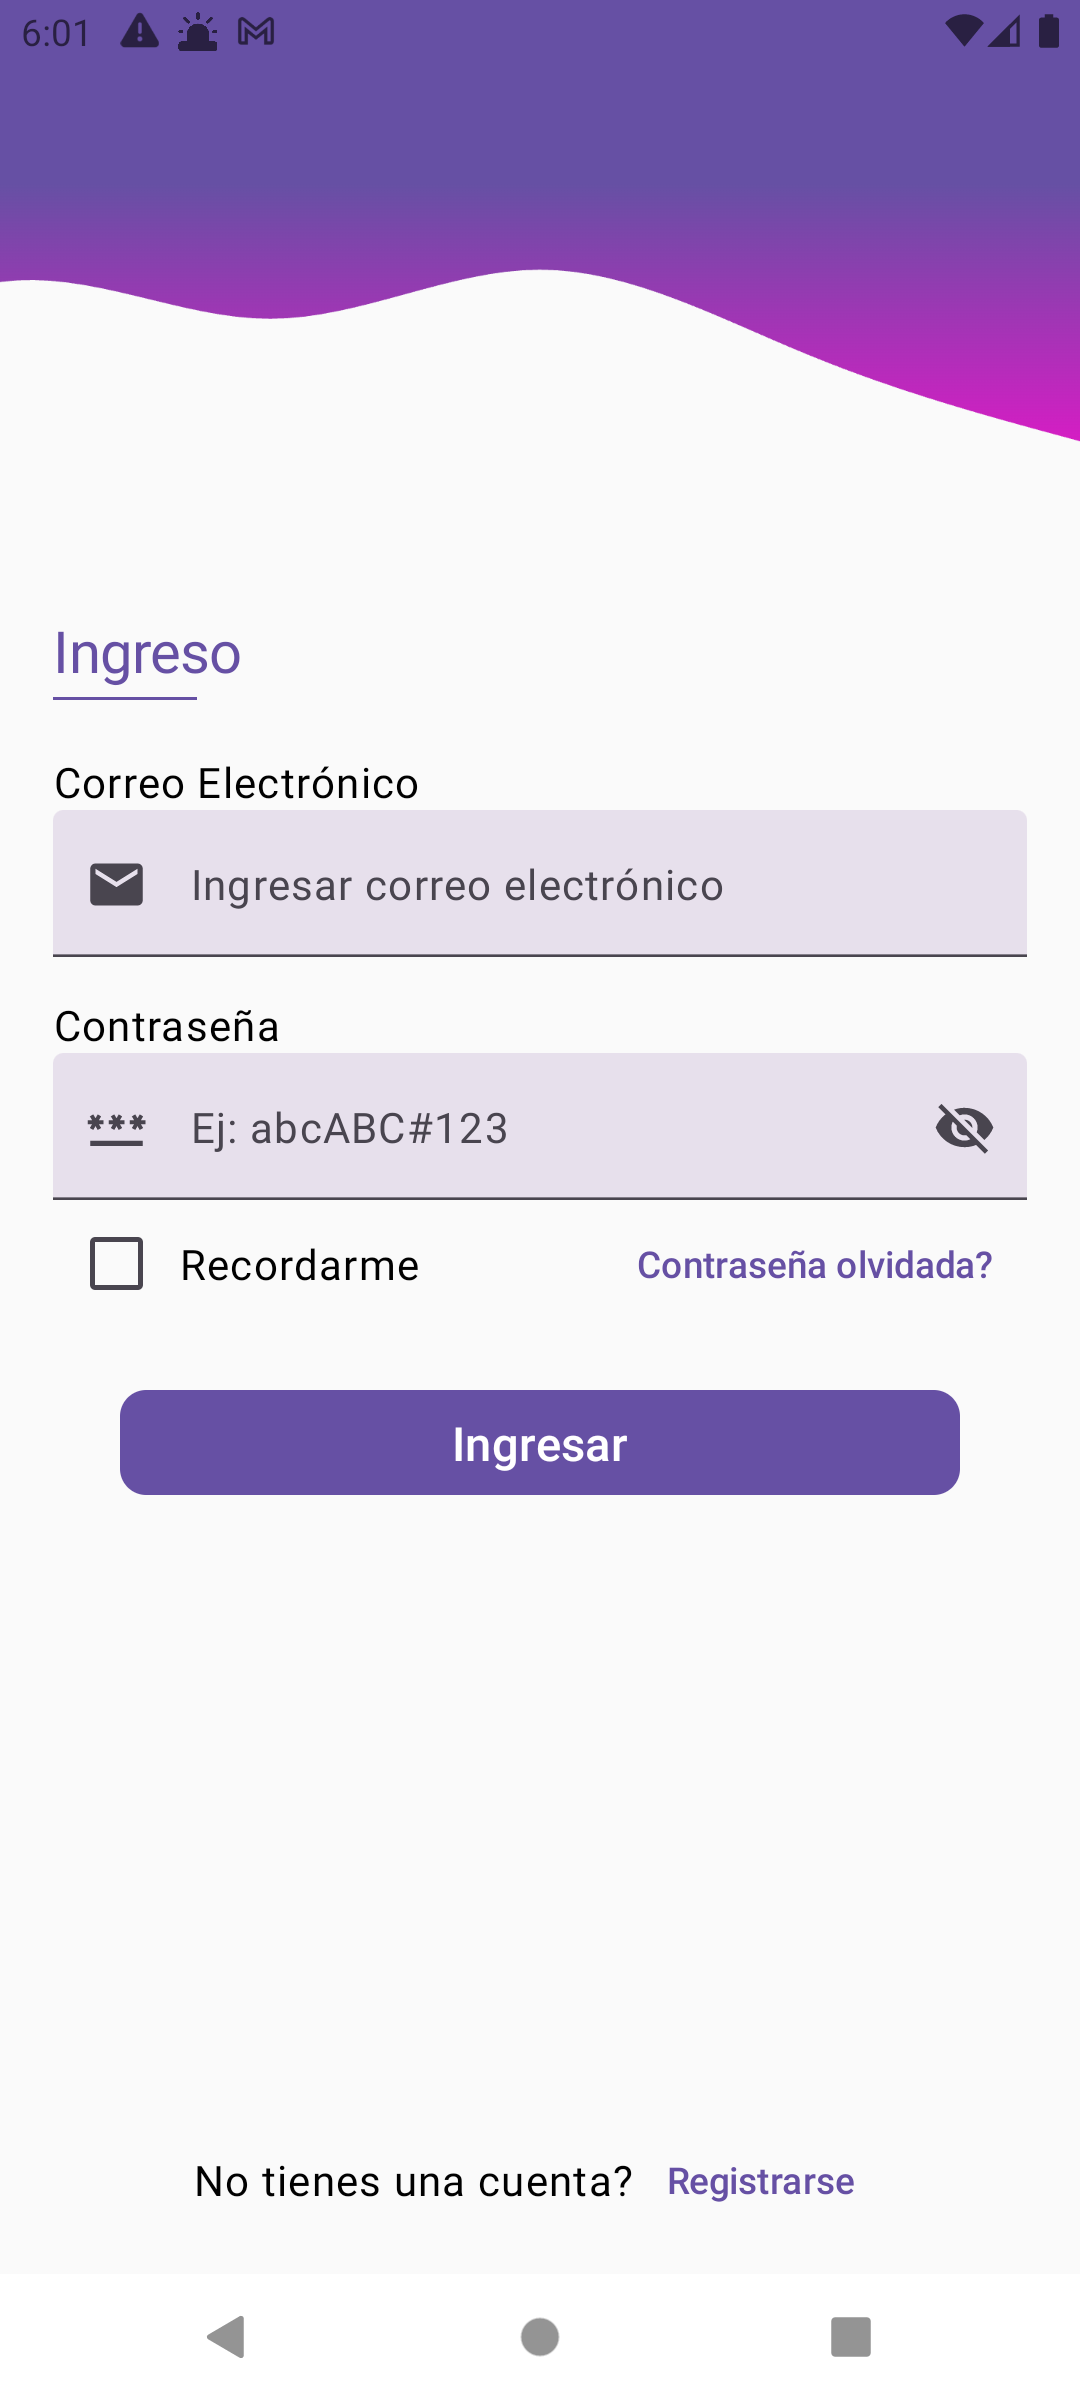 6:01
Ingreso
Correo Electrónico
Ingresar correo electrónico
Contraseña
*** Ej: abcABC#123
Recordarme Contraseña olvidada?
Ingresar
No tienes una cuenta? Registrarse